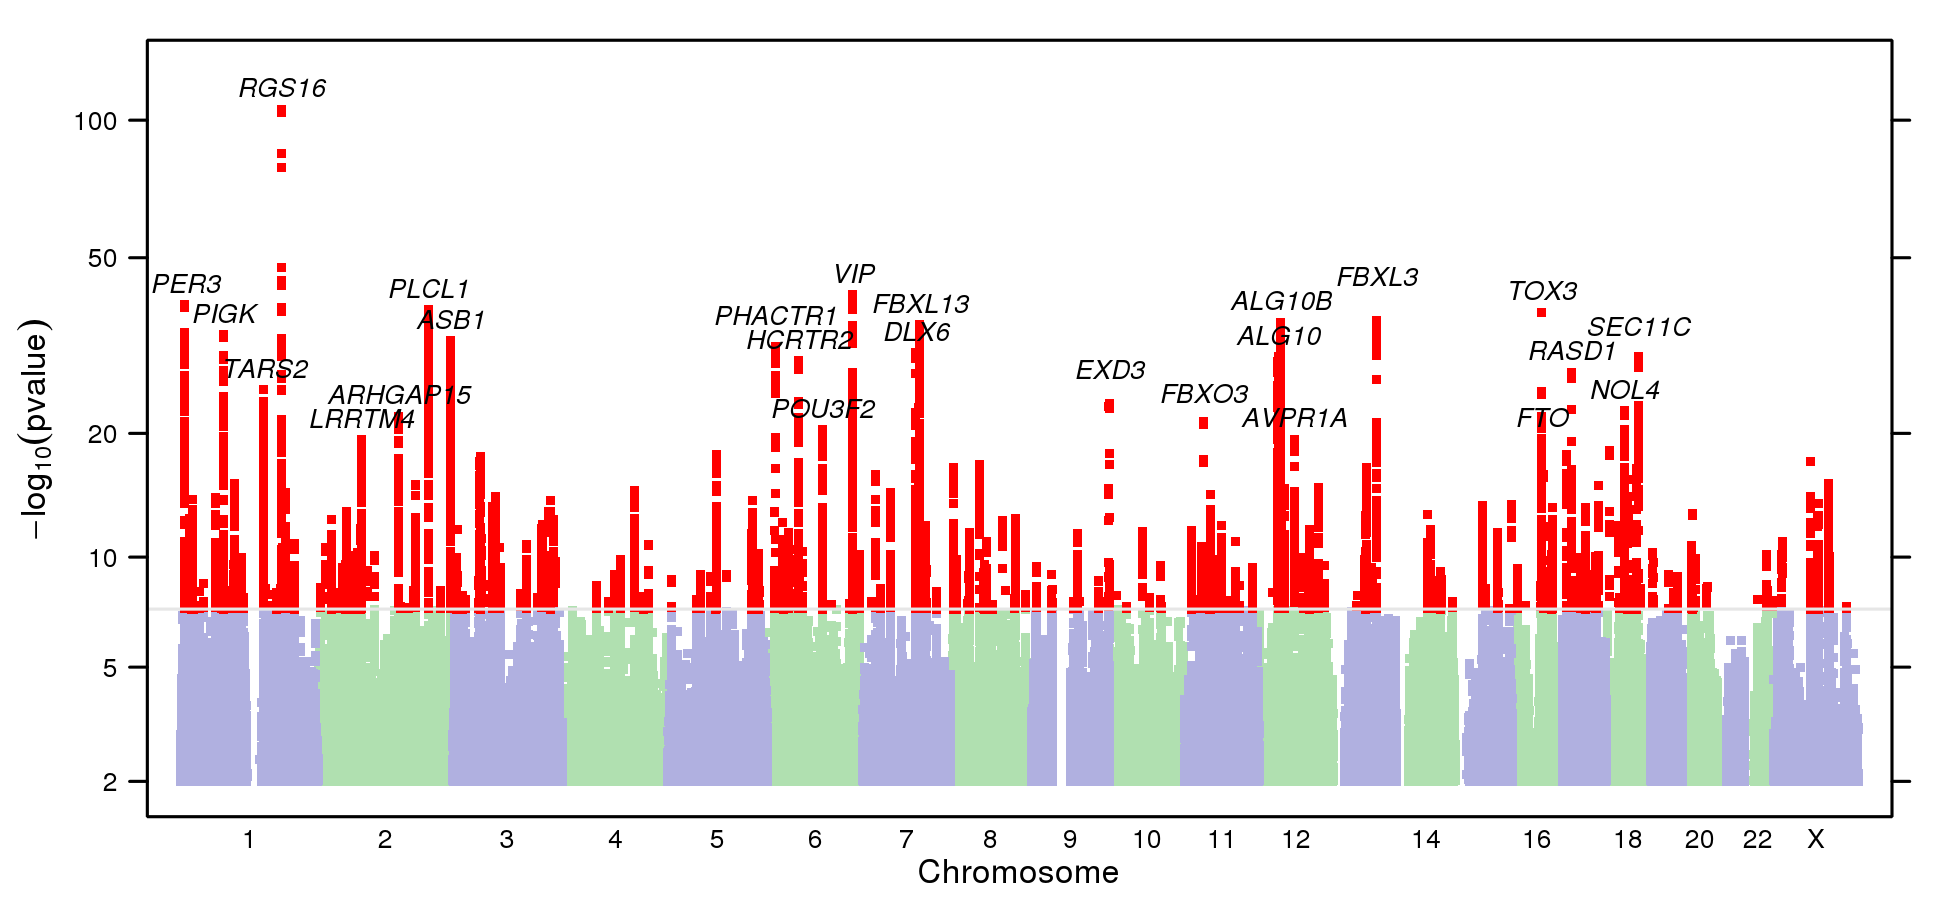 RGS16
100
50
VIP
FBXL3
PER3
PLCL1
TOX3
ALG10B
FBXL13
PIGK
PHACTR1
ASB1
SEC11C
DLX6
ALG10
HCRTR2
RASD1
TARS2
EXD3
NOL4
ARHGAP15
FBXO3
POU3F2
LRRTM4
AVPR1A
FTO
20
10
5
2
−log10(pvalue)
1 2 3 4 5 6 7 8 9 10 11 12 14 16 18 20 22 X
Chromosome